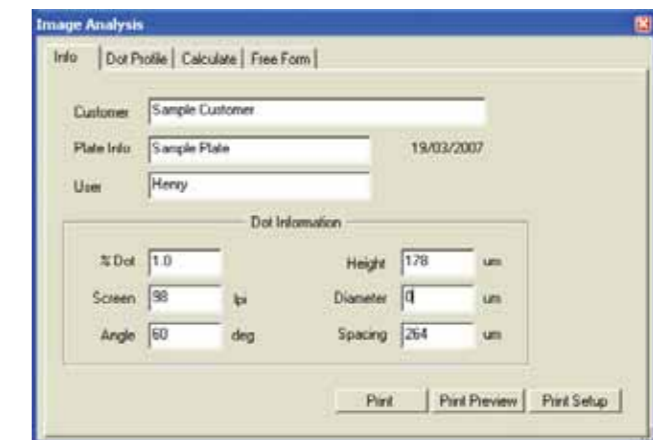 Image Analysis
Info Dot Profile Calculate Free Form
Customer Sample Customer
Plate Info Sample Plate 19/03/2007
User Henry
Dot Information
% Dot 1.0 Height 178 um
Screen 98 lpi Diameter 0 um
Angle 60 deg Spacing 264 um
Print Print Preview Print Setup